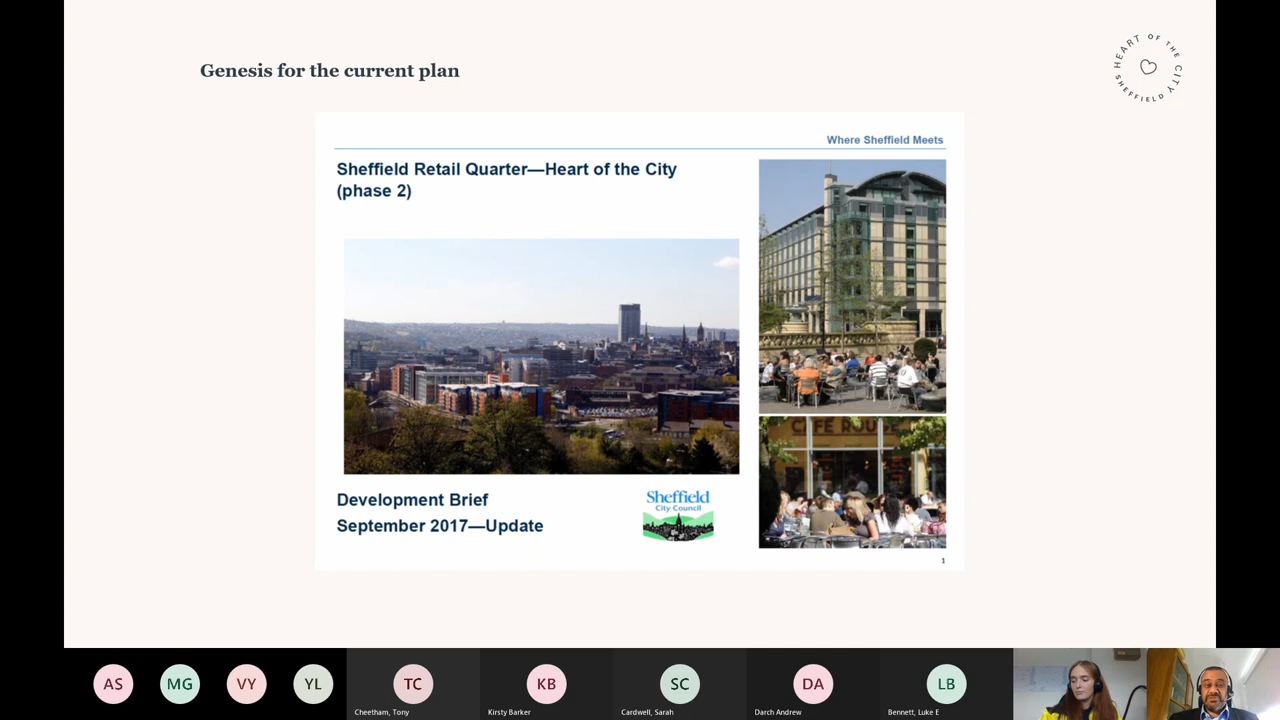 Genesis for the current plan
HEART OF THE CITY SHEFFIELD
Where Sheffield Meets
Sheffield Retail Quarter—Heart of the City
(phase 2)
CAFE ROUGE
Development Brief
September 2017—Update
Sheffield
City Council
1
AS
MG
VY
YL
TC
KB
SC
DA
LB
Cheetham, Tony
Kirsty Barker
Cardwell, Sarah
Darch Andrew
Bennett, Luke E